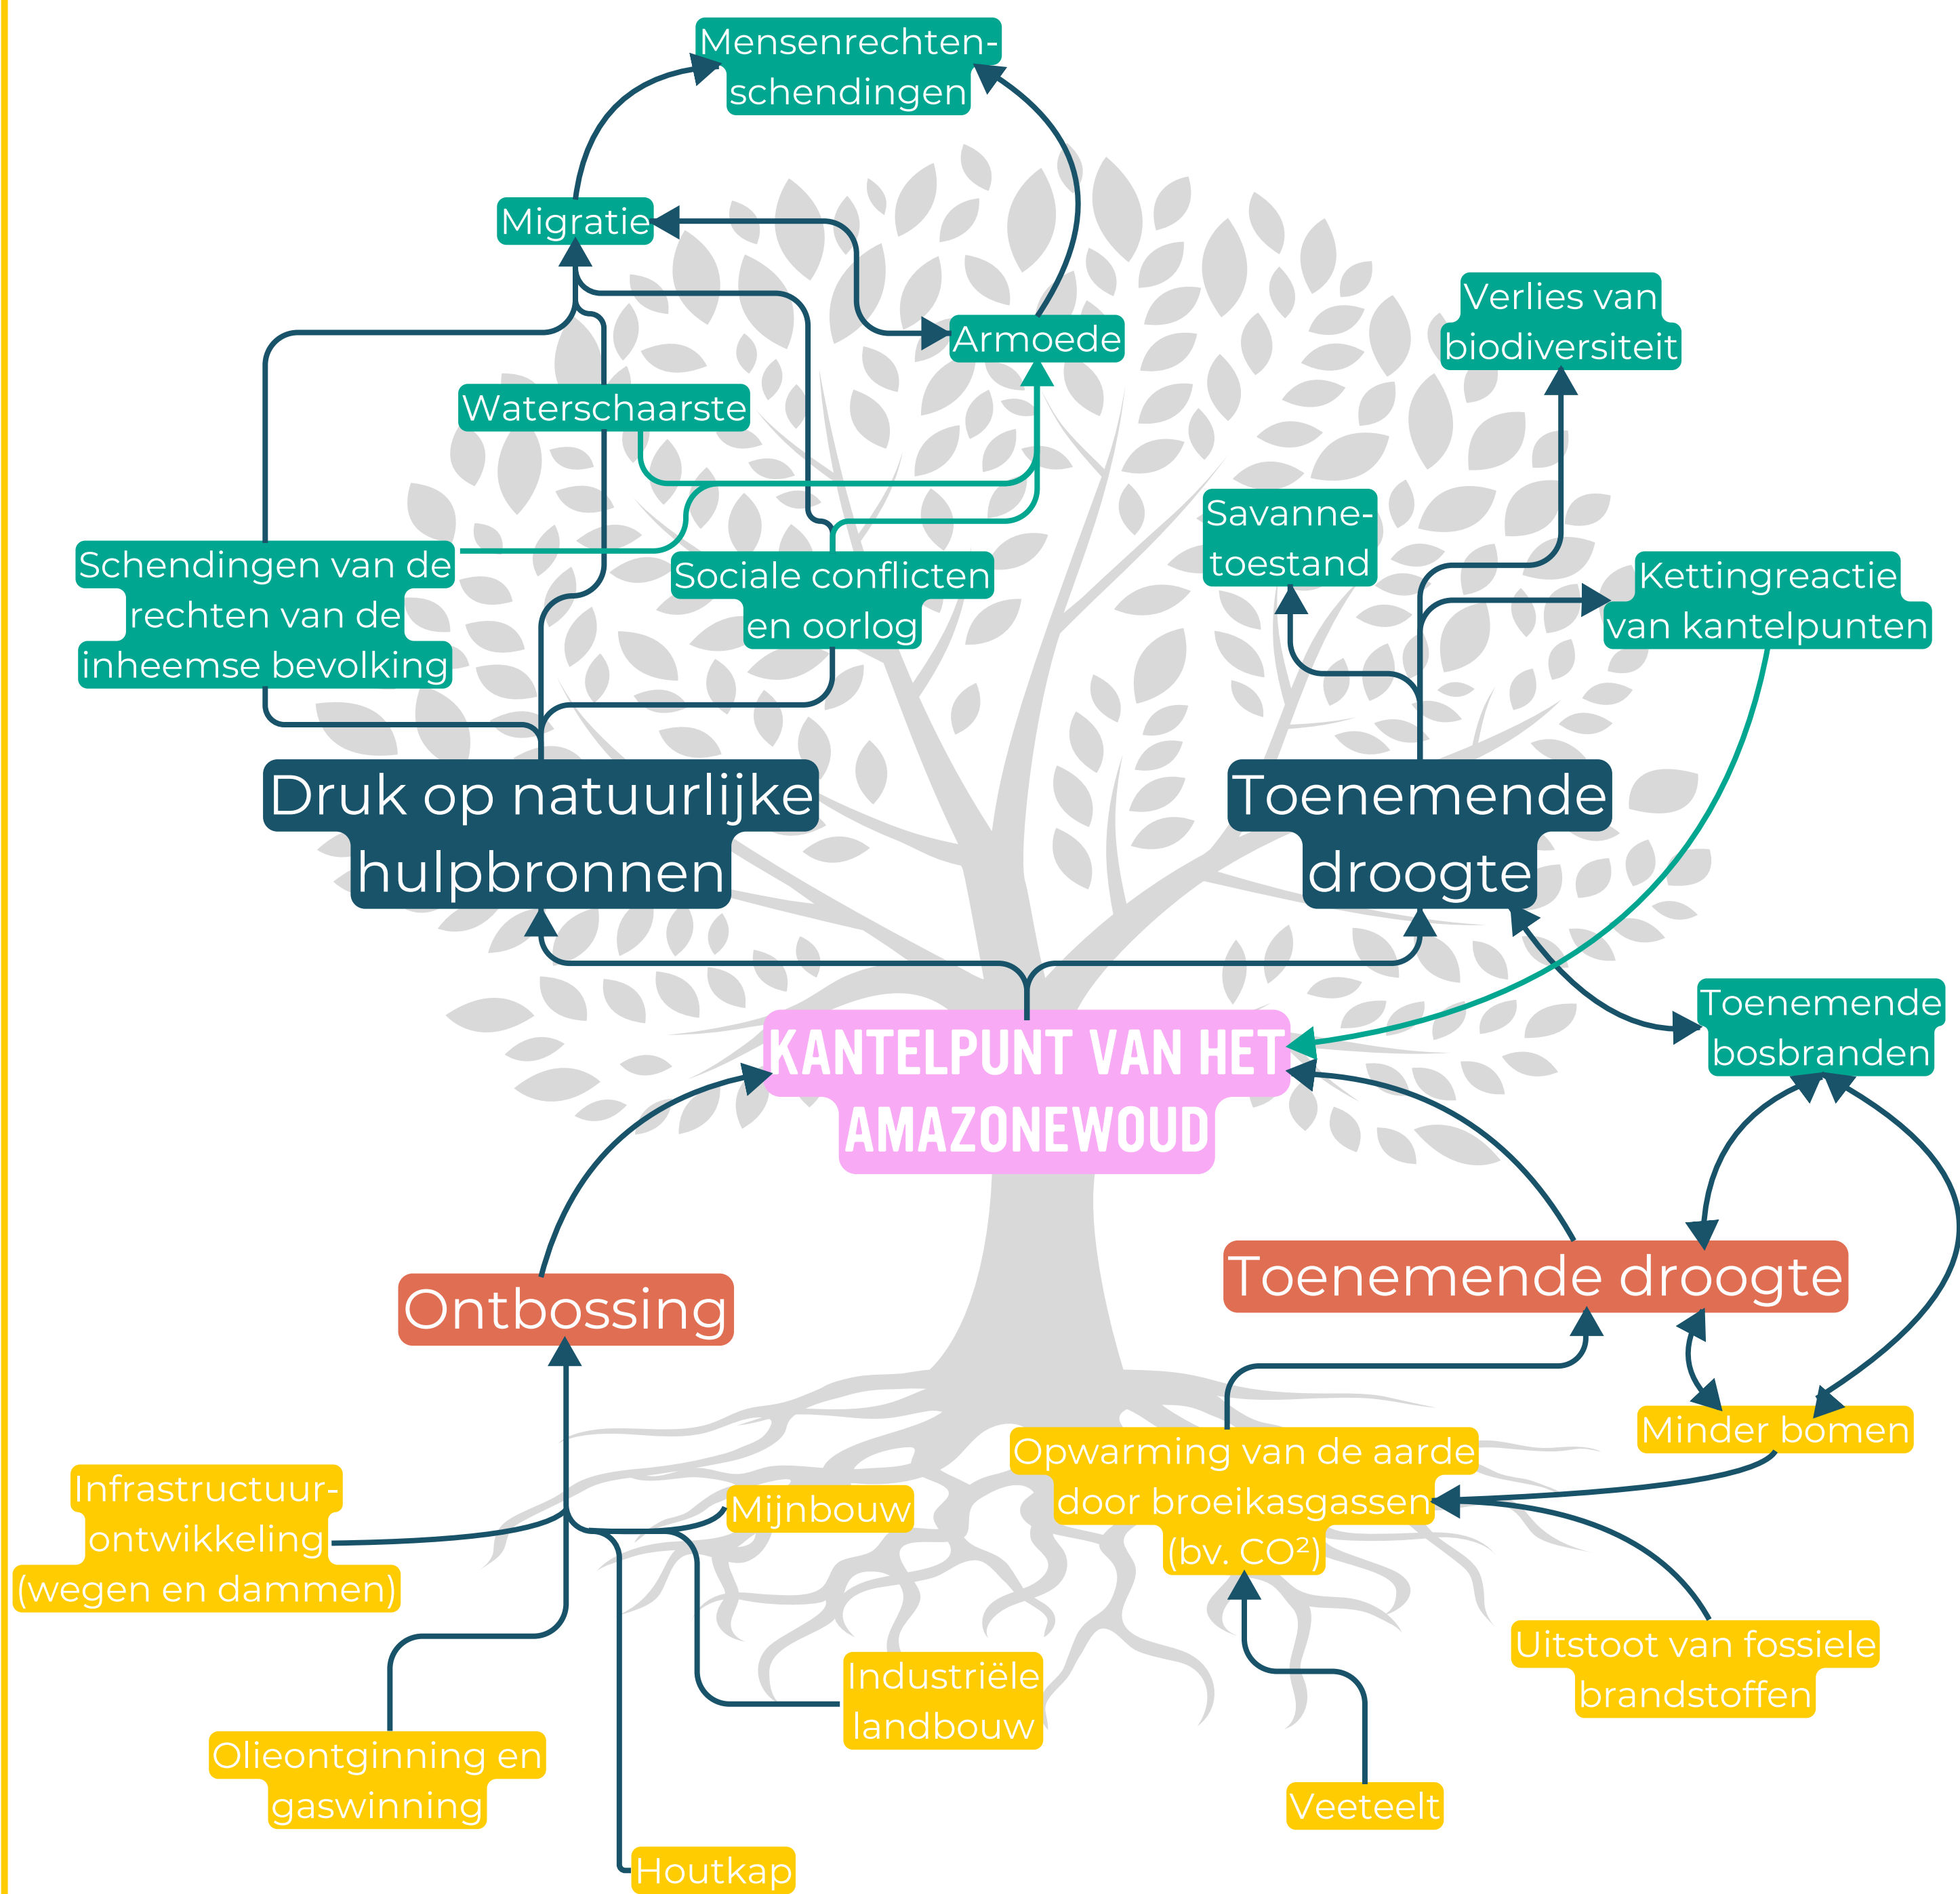 Mensenrechten-
schendingen
Migratie
Armoede
Verlies van
biodiversiteit
Waterschaarste
Savanne-
toestand
Schendingen van de
rechten van de
inheemse bevolking
Sociale conflicten
en oorlog
Kettingreactie
van kantelpunten
Druk op natuurlijke
hulpbronnen
Toenemende
droogte
Toenemende
bosbranden
KANTELPUNT VAN HET
AMAZONEWOUD
Ontbossing
Toenemende droogte
Minder bomen
Opwarming van de aarde
door broeikasgassen
(bv. CO²)
Infrastructuur-
ontwikkeling
(wegen en dammen)
Mijnbouw
Industriële
landbouw
Uitstoot van fossiele
brandstoffen
Olieontginning en
gaswinning
Veeteelt
Houtkap